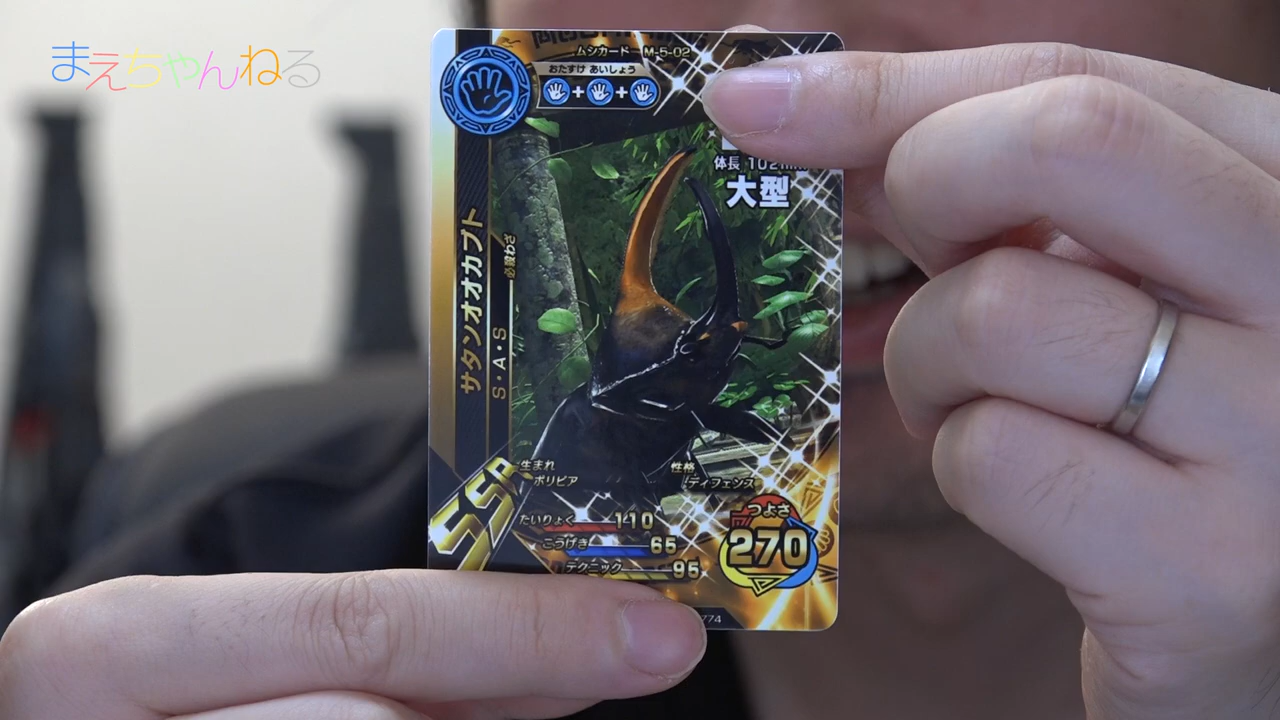 まえちゃんねる
ムシカード M-5-02
おたすけ あいしょう
体長 102mm
大型
サタンオオカブト
必殺わざ
S・A・S
生まれ
ボリビア
性格
ディフェンス
SSR
たいりょく 110
こうげき 65
テクニック 95
つよさ
270
774